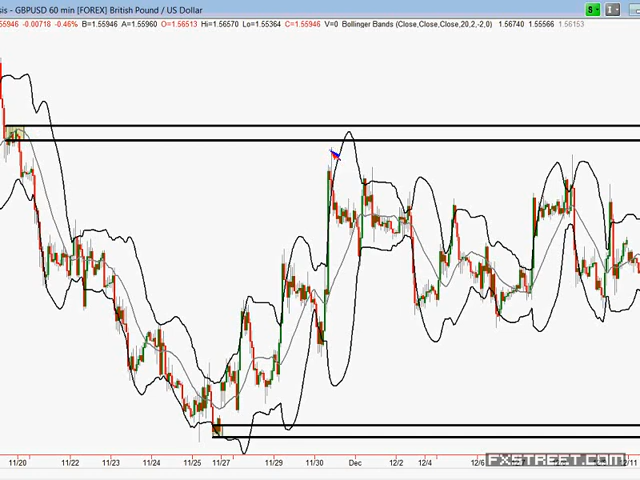 sis - GBPUSD 60 min [FOREX] British Pound / US Dollar
S I
.55946 -0.00718 -0.46% B=1.55946 A=1.55960 O=1.56513 Hi=1.56570 Lo=1.55364 C=1.55946 V=0 Bollinger Bands (Close,Close,Close,20,2,-2,0) 1.56740 1.55566 1.56153
11/20 11/22 11/23 11/24 11/25 11/27 11/29 11/30 Dec 12/2 12/4 12/6 12/11
FXSTREET.COM